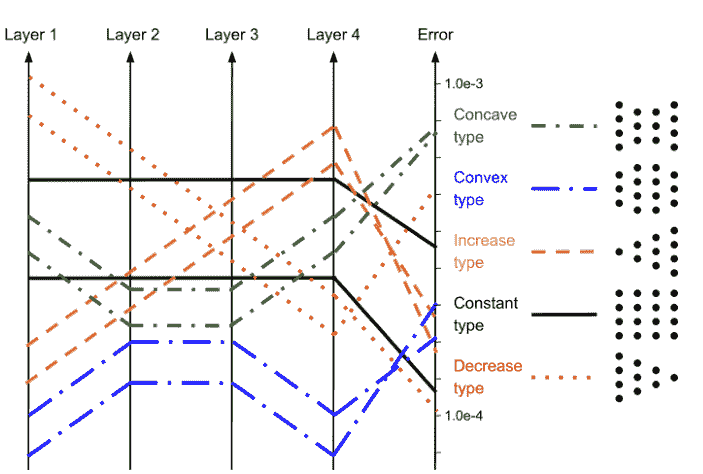 Layer 1 Layer 2 Layer 3 Layer 4 Error
1.0e-3
Concave
type
Convex
type
Increase
type
Constant
type
Decrease
type
1.0e-4